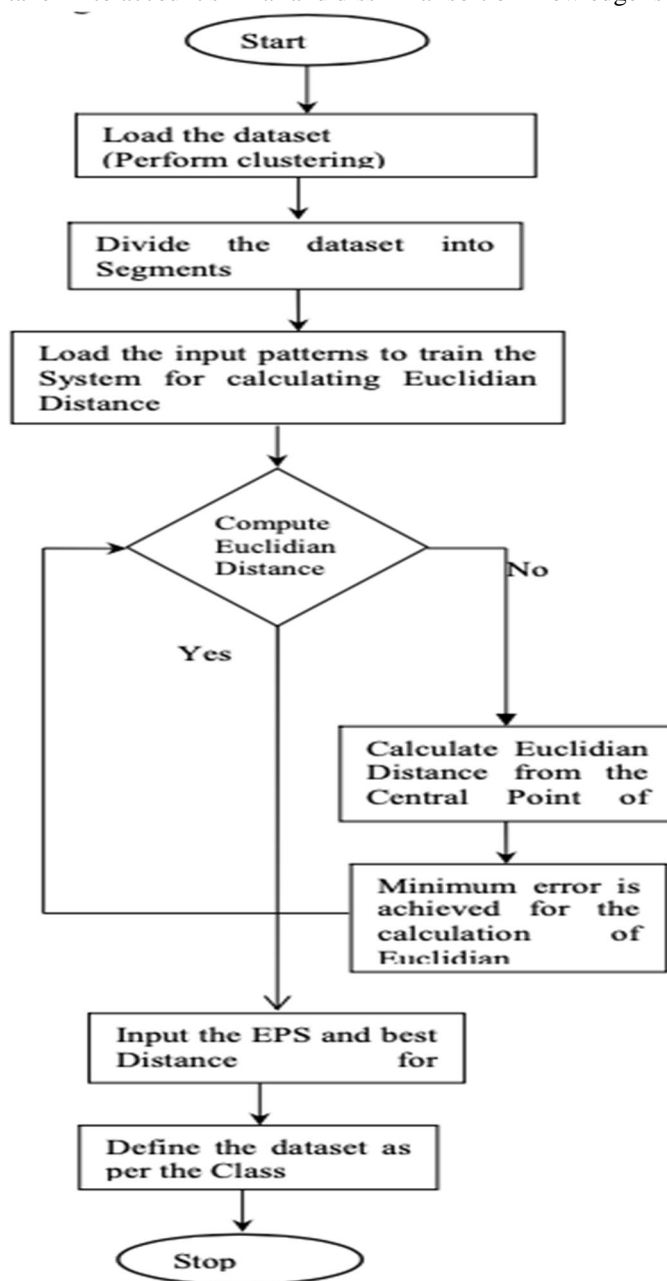 Start
Load the dataset
(Perform clustering)
Divide the dataset into
Segments
Load the input patterns to train the
System for calculating Euclidian
Distance
Compute
Euclidian
Distance
No
Yes
Calculate Euclidian
Distance from the
Central Point of
Minimum error is
achieved for the
calculation of
Euclidian
Input the EPS and best
Distance for
Define the dataset as
per the Class
Stop